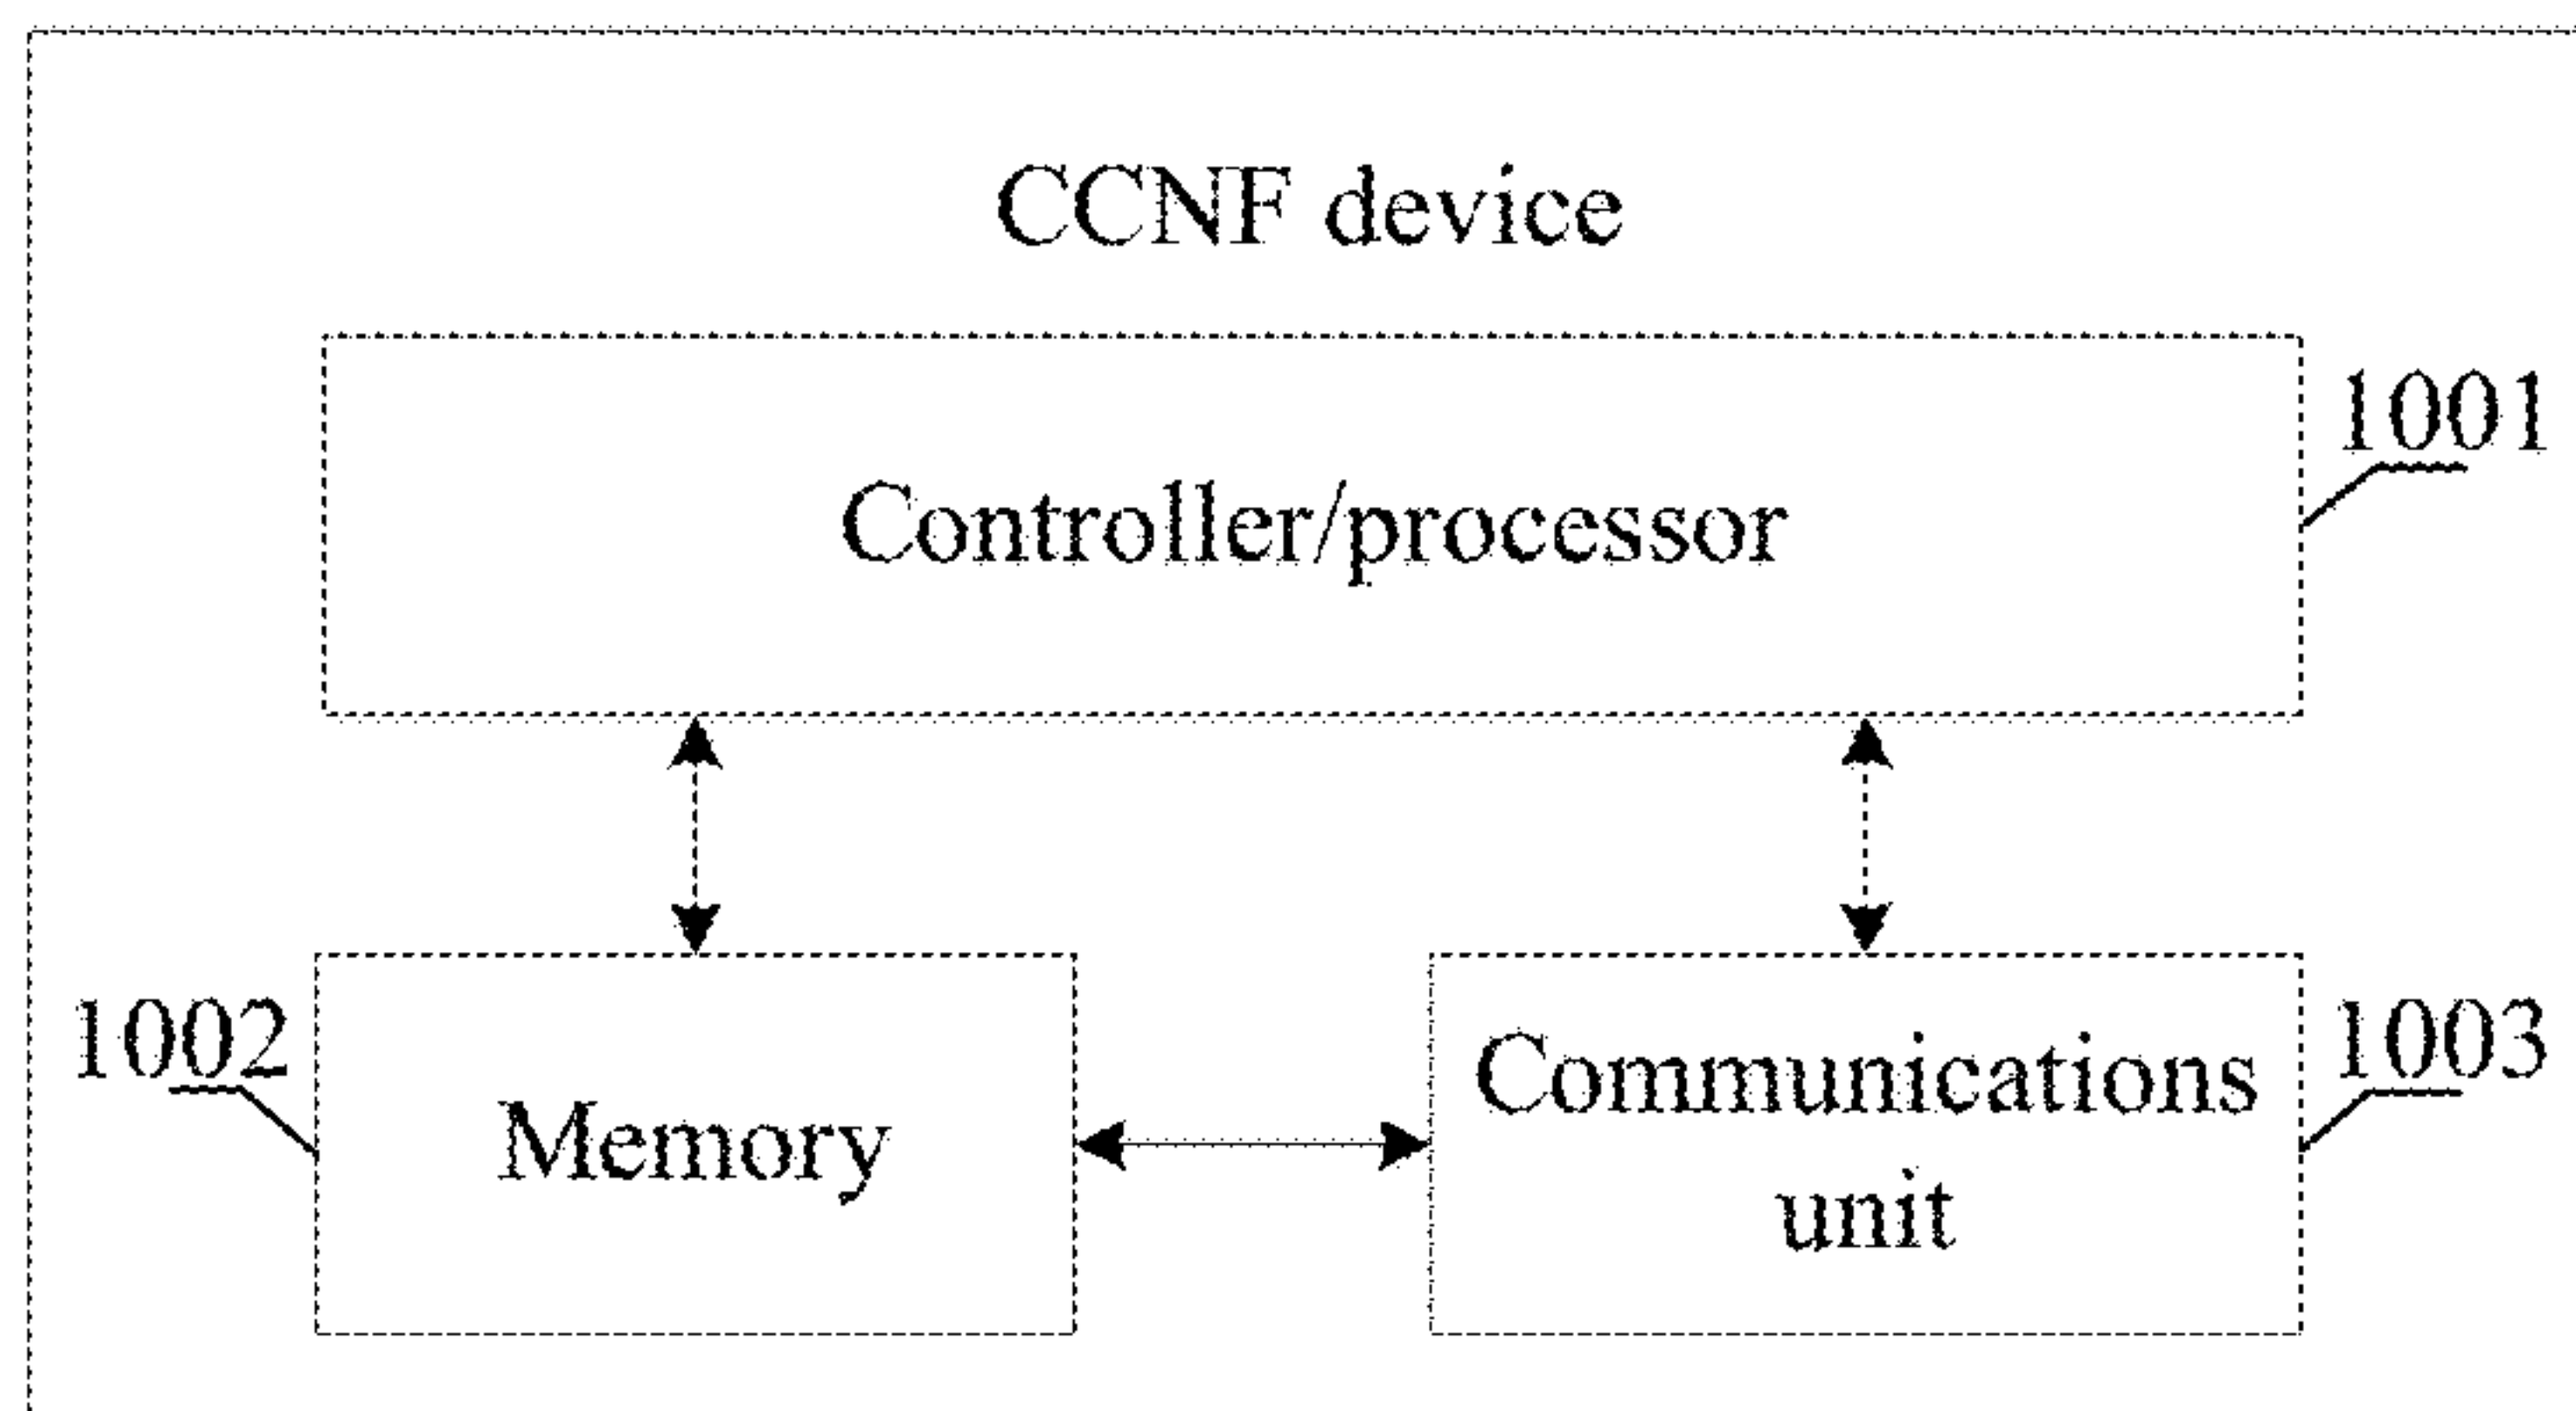 CCNF device
1001
Controller/processor
1002
Memory
Communications
unit
1003